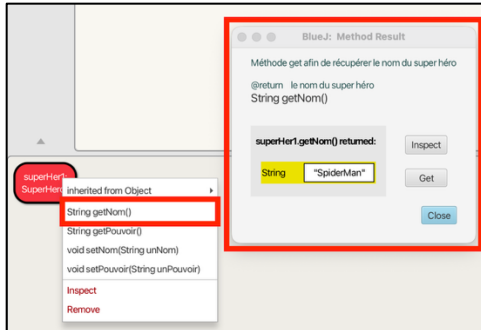 BlueJ: Method Result
Méthode get afin de récupérer le nom du super héro
@return le nom du super héro
String getNom()
superHer1.getNom() returned:
String "SpiderMan"
Inspect
Get
Close
superHer1:
SuperHero
inherited from Object
String getNom()
String getPouvoir()
void setNom(String unNom)
void setPouvoir(String unPouvoir)
Inspect
Remove